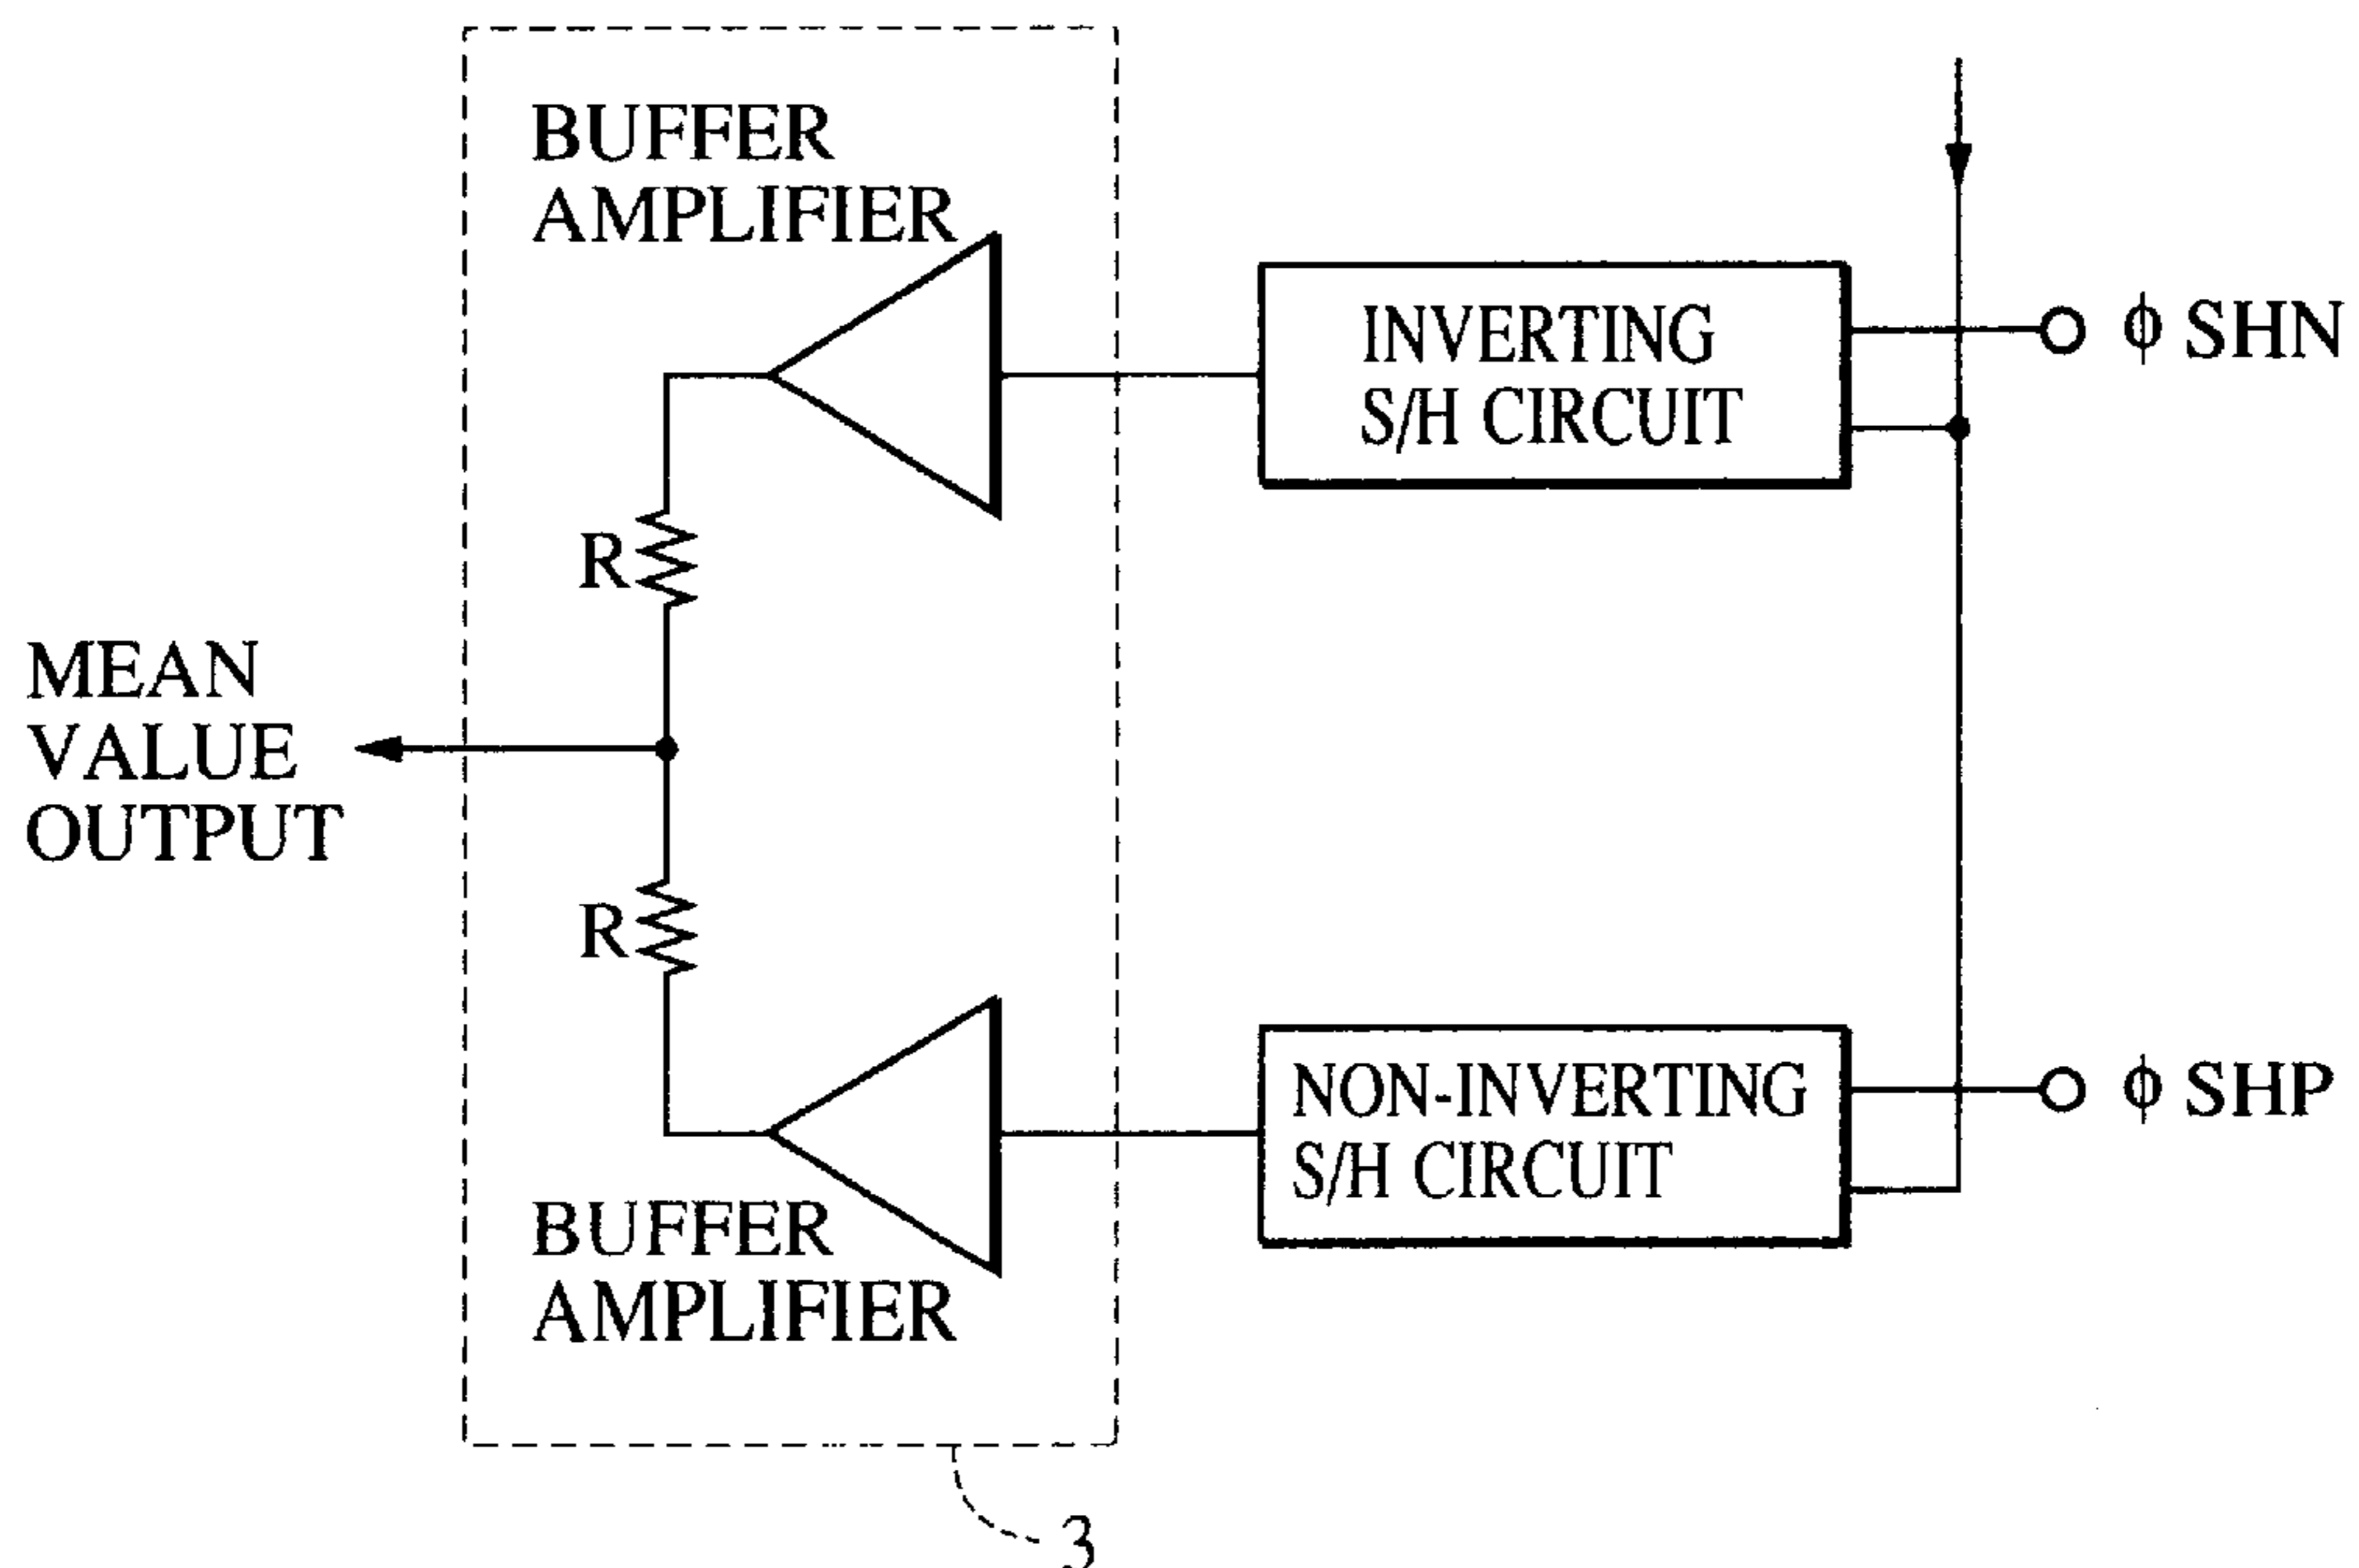 BUFFER
AMPLIFIER
INVERTING
S/H CIRCUIT
ϕ SHN
R
MEAN
VALUE
OUTPUT
R
NON-INVERTING
S/H CIRCUIT
ϕ SHP
BUFFER
AMPLIFIER
3